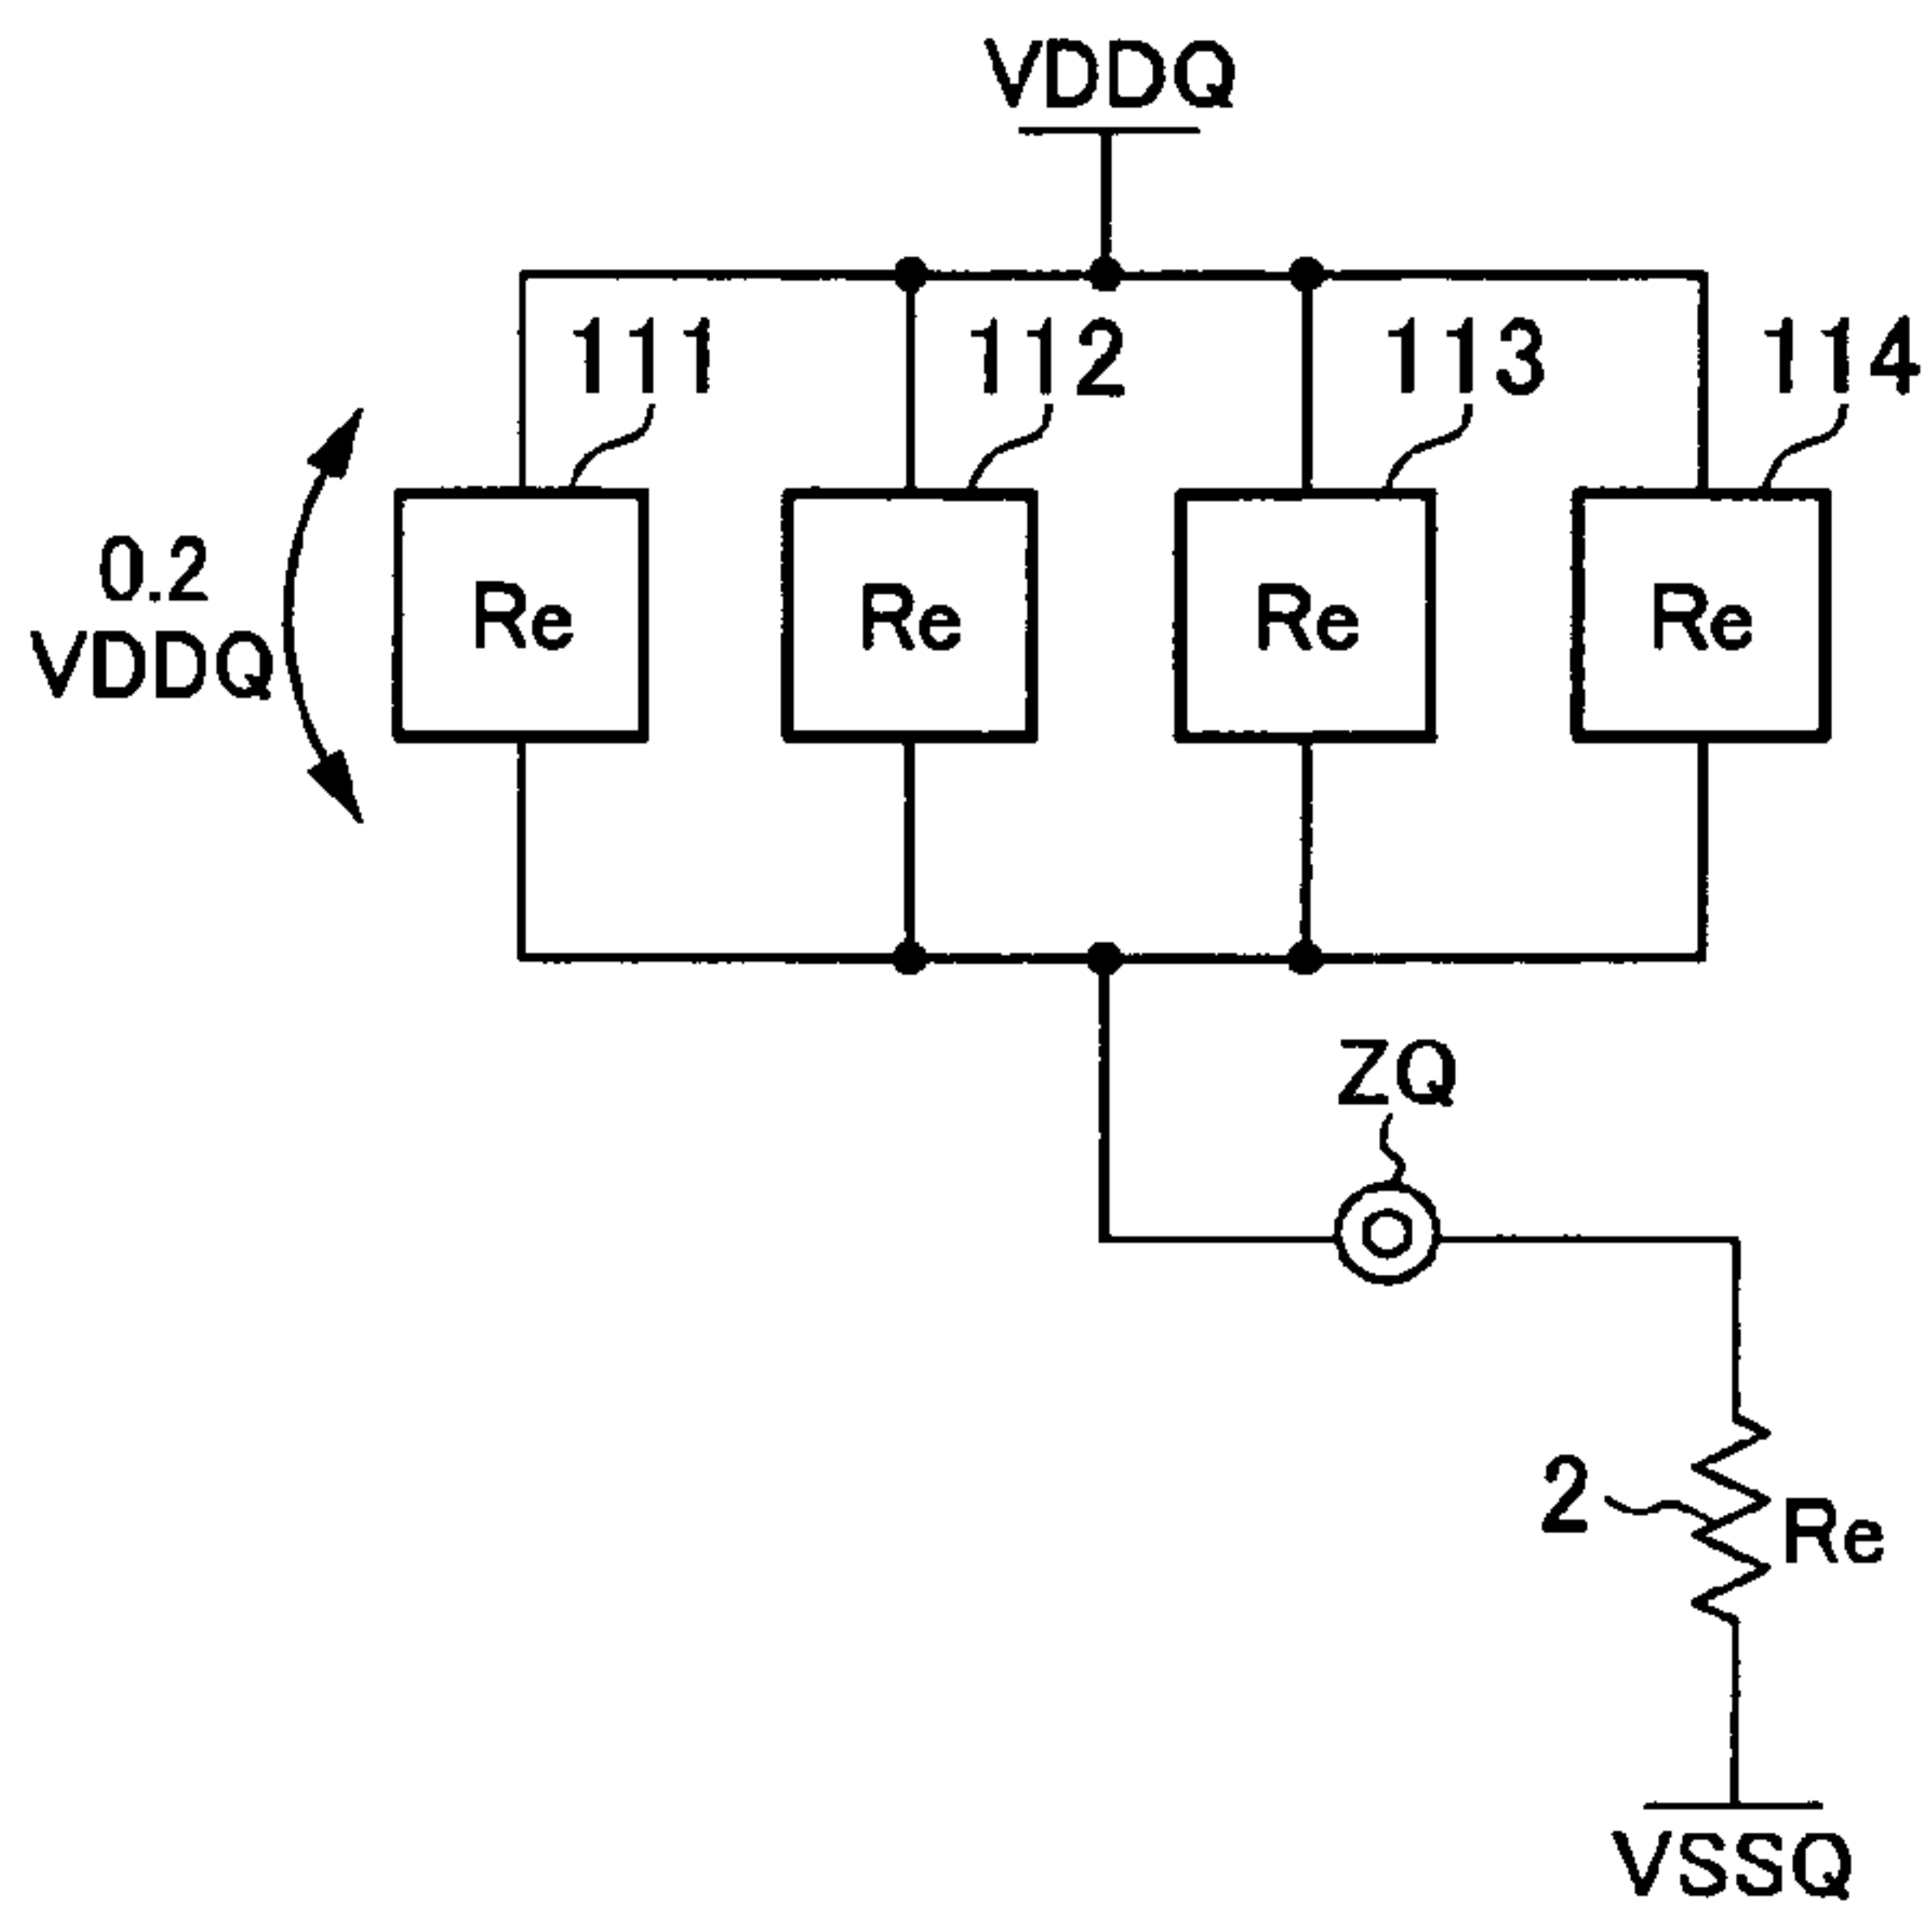 VDDQ
111 112 113 114
0.2
VDDQ
Re Re Re Re
ZQ
2 Re
VSSQ